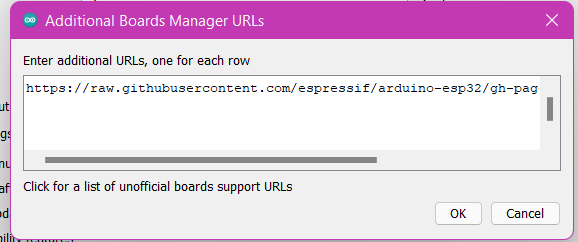 Additional Boards Manager URLs
Enter additional URLs, one for each row
https://raw.githubusercontent.com/espressif/arduino-esp32/gh-pag
Click for a list of unofficial boards support URLs
OK
Cancel